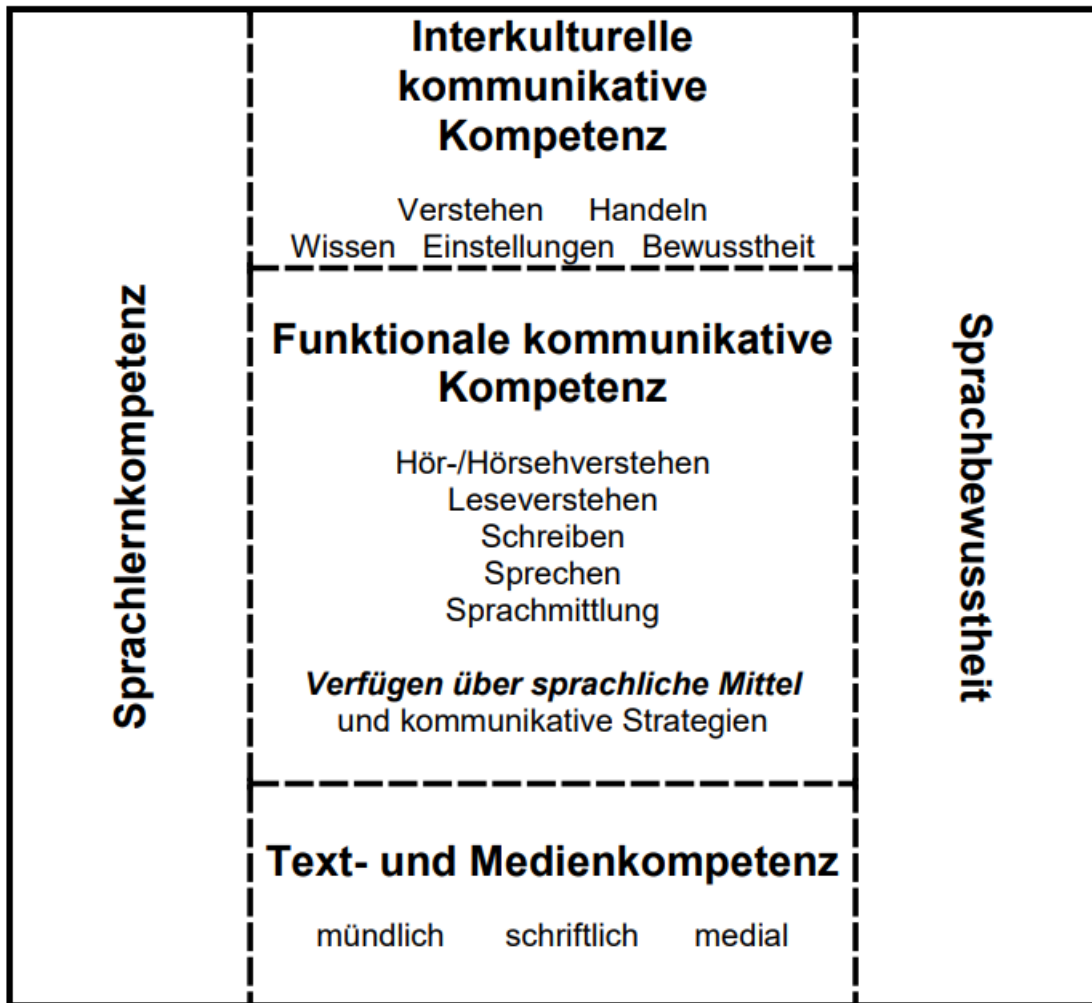 Interkulturelle
kommunikative
Kompetenz
Verstehen Handeln
Wissen Einstellungen Bewusstheit
Sprachlernkompetenz
Funktionale kommunikative
Kompetenz
Hör-/Hörsehverstehen
Leseverstehen
Schreiben
Sprechen
Sprachmittlung
Verfügen über sprachliche Mittel
und kommunikative Strategien
Sprachbewusstheit
Text- und Medienkompetenz
mündlich schriftlich medial